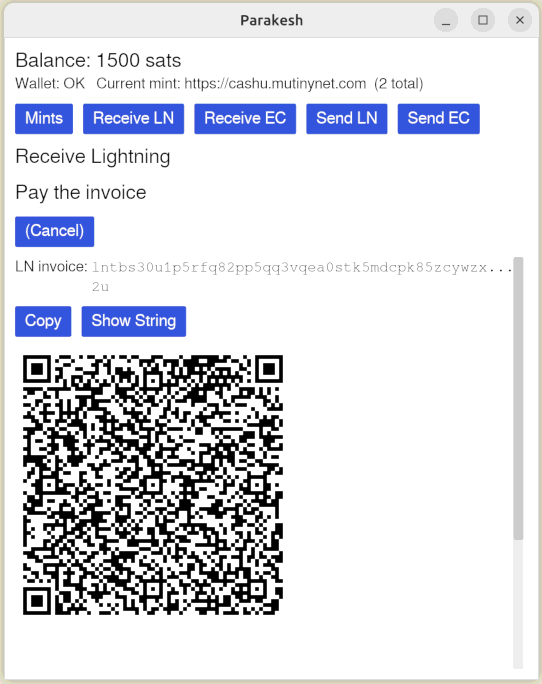 Parakesh
Balance: 1500 sats
Wallet: OK Current mint: https://cashu.mutinynet.com (2 total)
Mints Receive LN Receive EC Send LN Send EC
Receive Lightning
Pay the invoice
(Cancel)
LN invoice: lntbs30u1p5rfq82pp5qq3vqea0stk5mdcpk85zcywzx...
2u
Copy Show String